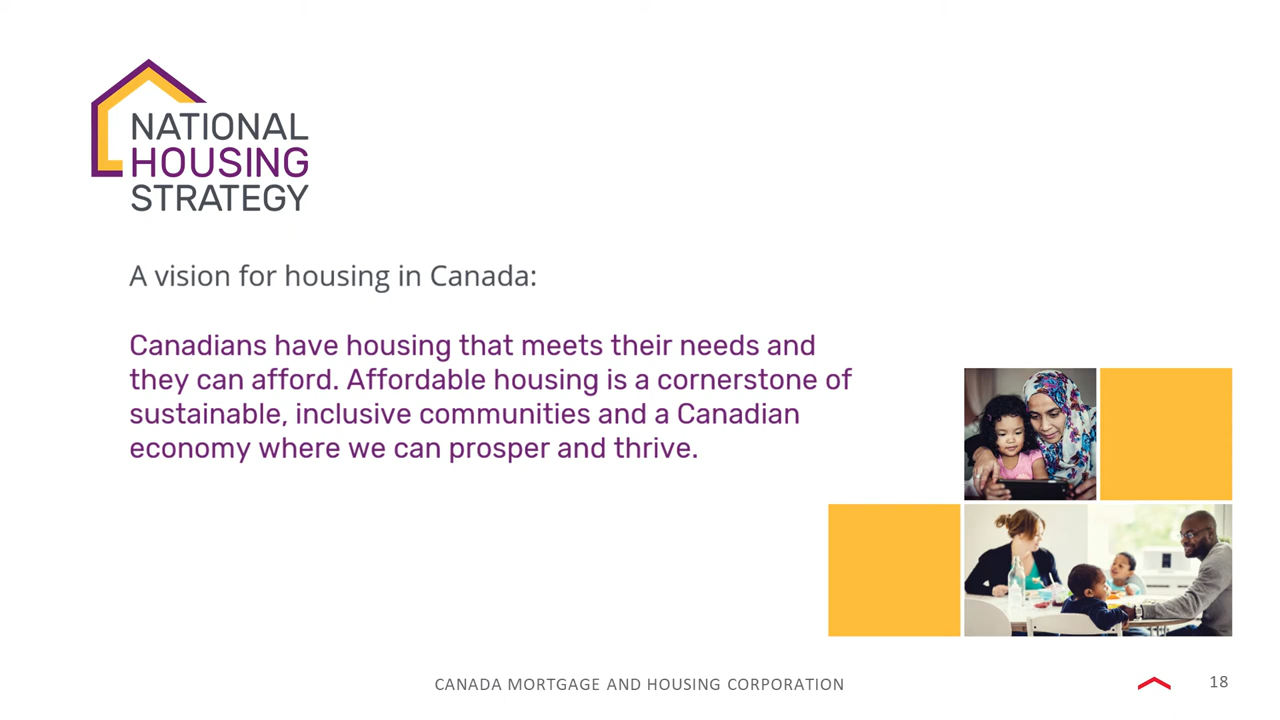 NATIONAL
HOUSING
STRATEGY
A vision for housing in Canada:
Canadians have housing that meets their needs and
they can afford. Affordable housing is a cornerstone of
sustainable, inclusive communities and a Canadian
economy where we can prosper and thrive.
CANADA MORTGAGE AND HOUSING CORPORATION
18